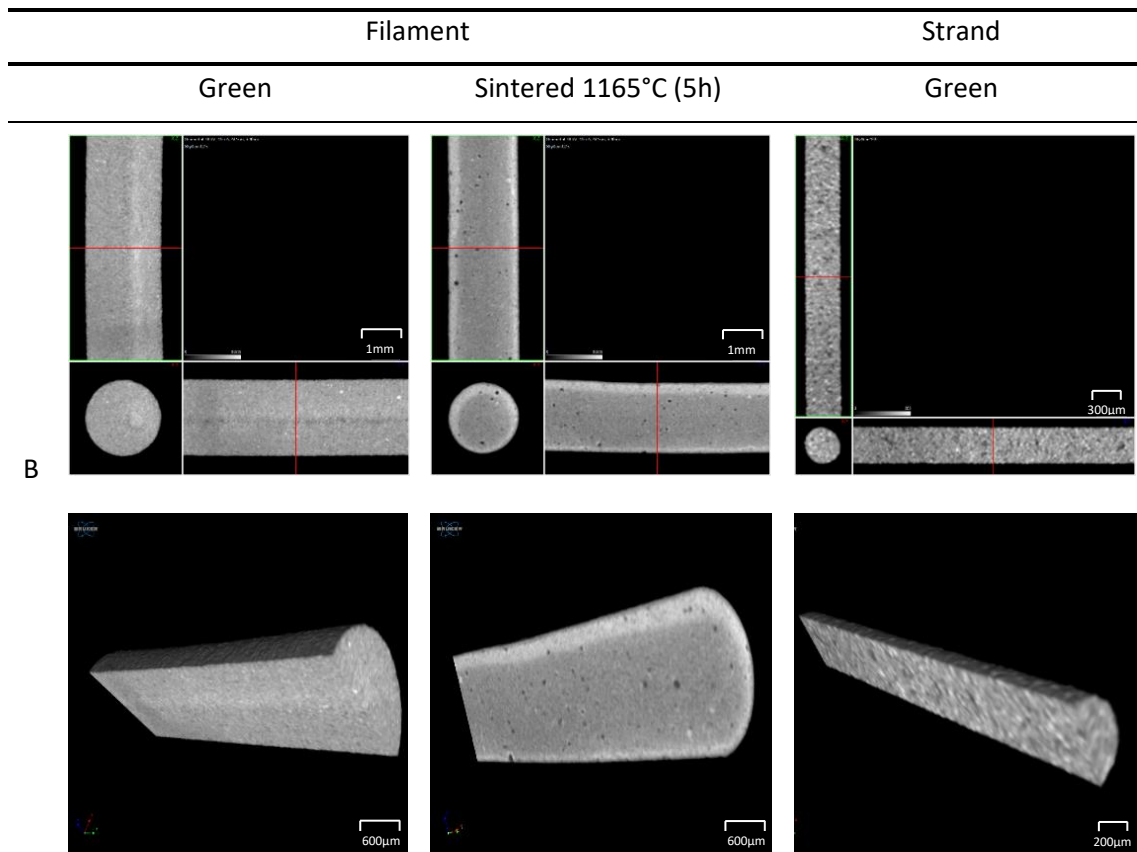 Filament Strand
Green Sintered 1165°C (5h) Green
1mm
1mm
300µm
B
600µm
600µm
200µm